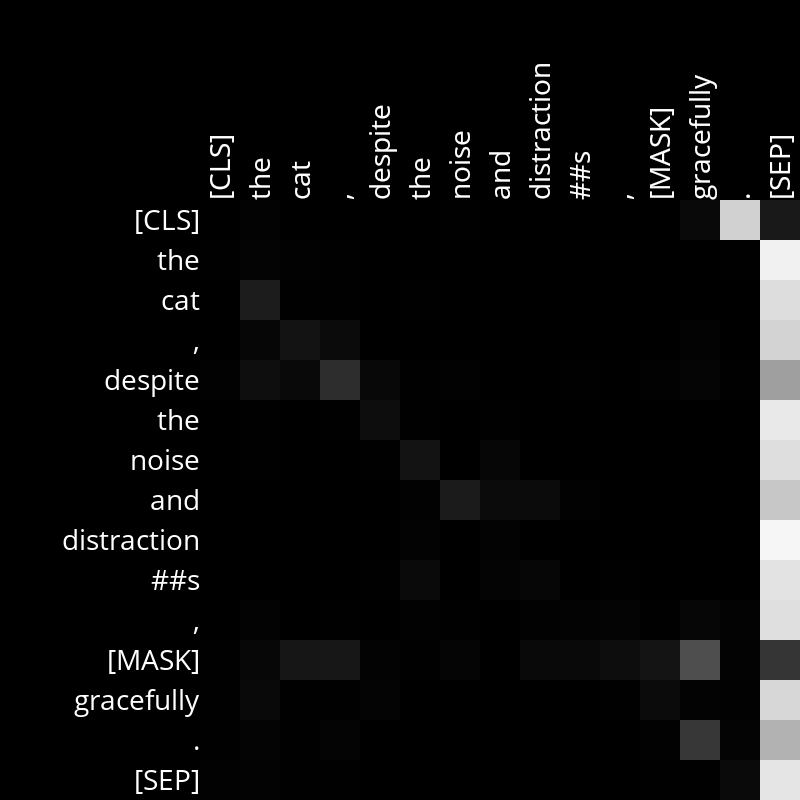 [CLS]
the
cat
,
despite
the
noise
and
distraction
##s
,
[MASK]
gracefully
.
[SEP]
[CLS]
the
cat
,
despite
the
noise
and
distraction
##s
,
[MASK]
gracefully
.
[SEP]